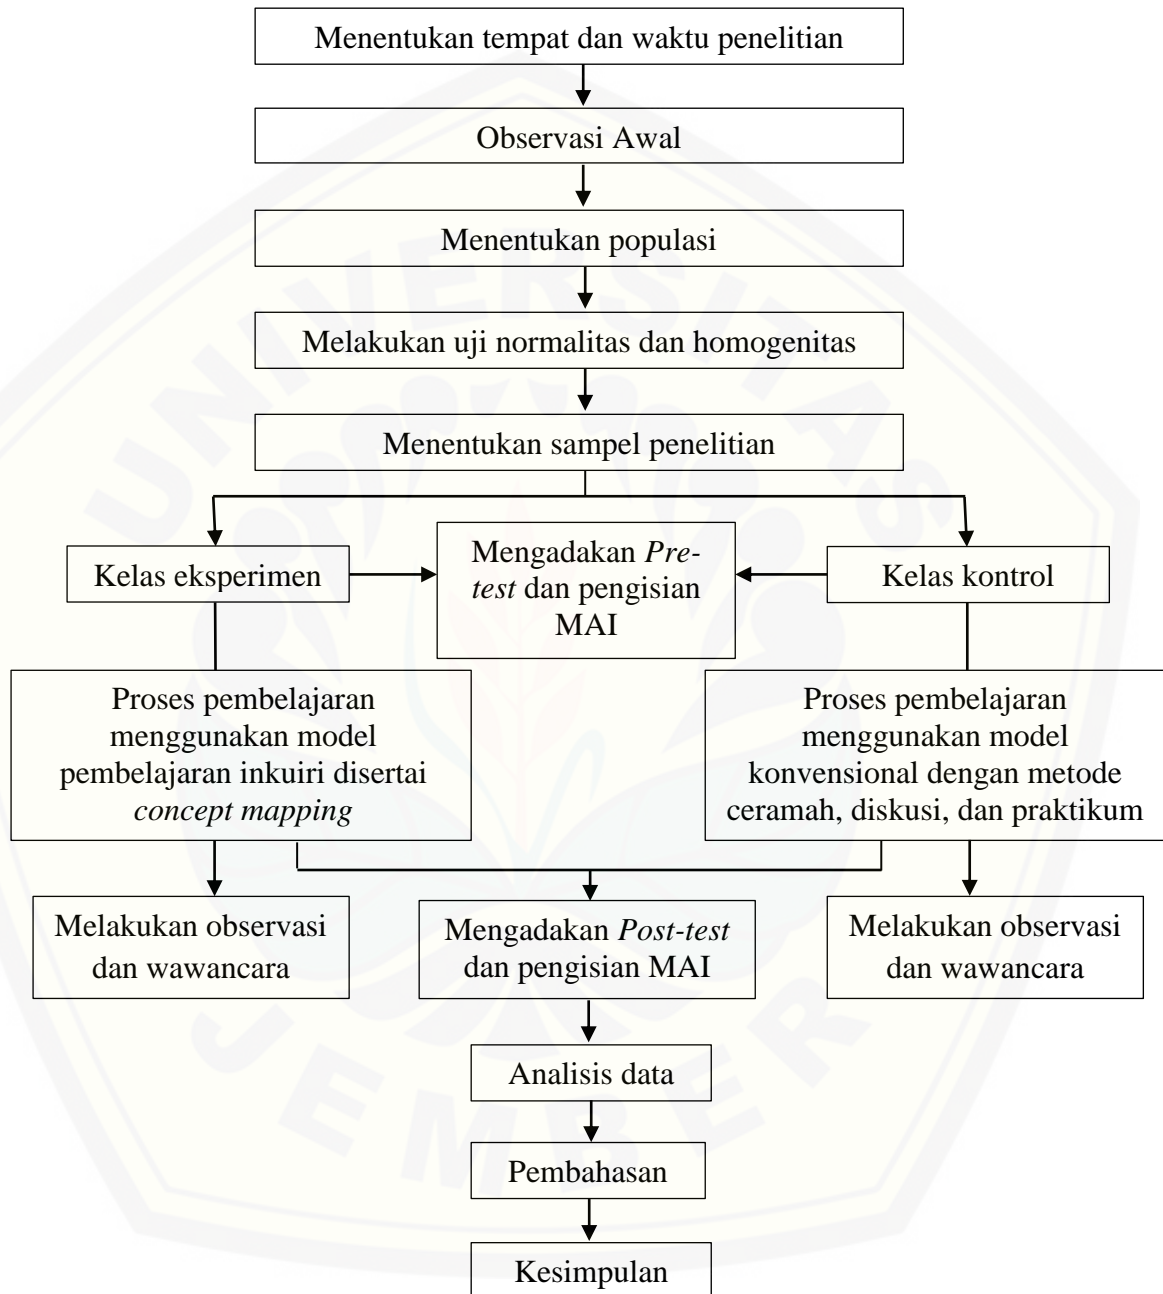 Menentukan tempat dan waktu penelitian
Observasi Awal
Menentukan populasi
Melakukan uji normalitas dan homogenitas
Menentukan sampel penelitian
Kelas eksperimen
Mengadakan Pre-
test dan pengisian
MAI
Kelas kontrol
Proses pembelajaran
menggunakan model
pembelajaran inkuiri disertai
concept mapping
Proses pembelajaran
menggunakan model
konvensional dengan metode
ceramah, diskusi, dan praktikum
Melakukan observasi
dan wawancara
Mengadakan Post-test
dan pengisian MAI
Melakukan observasi
dan wawancara
Analisis data
Pembahasan
Kesimpulan
UNIVERSITAS
JEMBER